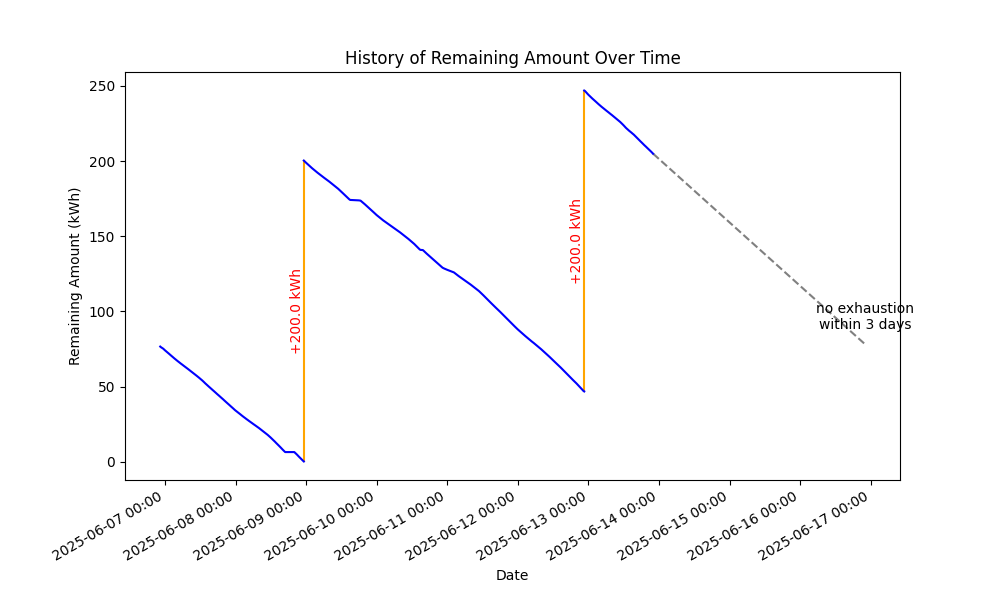 History of Remaining Amount Over Time
Remaining Amount (kWh)
250
200
150
100
50
0
+200.0 kWh
+200.0 kWh
no exhaustion
within 3 days
2025-06-07 00:00
2025-06-08 00:00
2025-06-09 00:00
2025-06-10 00:00
2025-06-11 00:00
2025-06-12 00:00
2025-06-13 00:00
2025-06-14 00:00
2025-06-15 00:00
2025-06-16 00:00
2025-06-17 00:00
Date